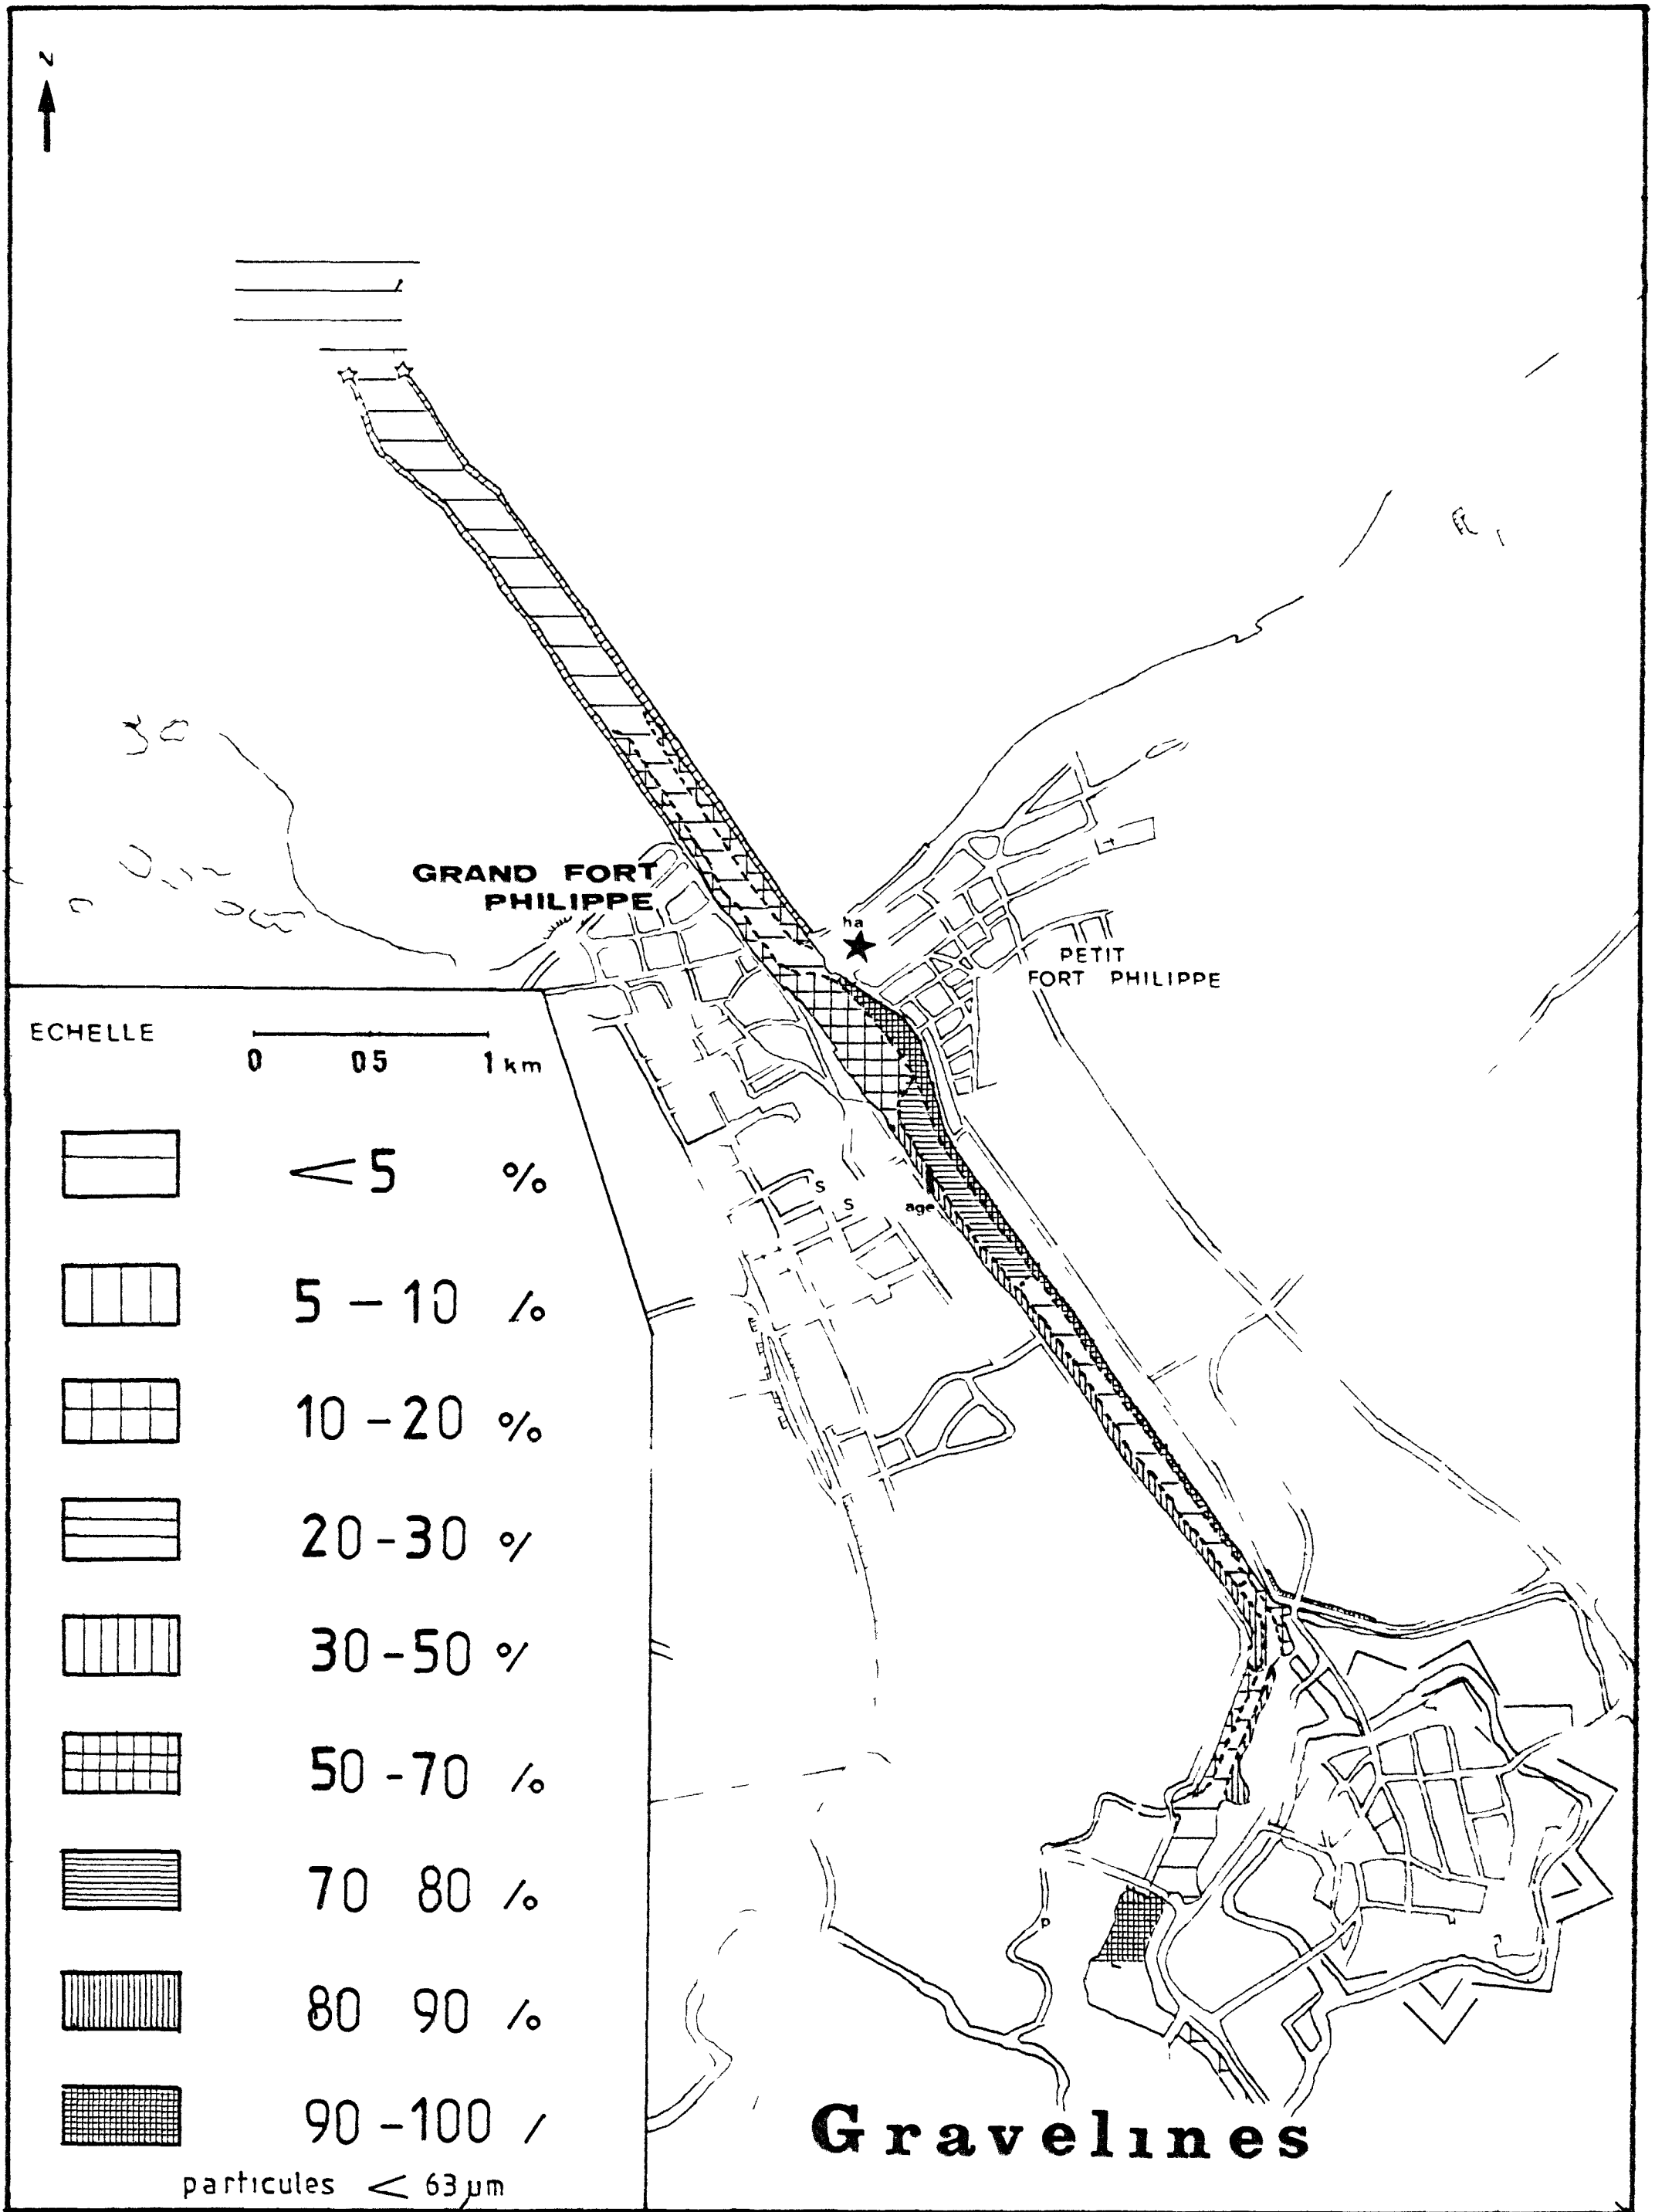 N
GRAND FORT
PHILIPPE
ha
PETIT
FORT PHILIPPE
ECHELLE
0 05 1 km
< 5 %
5 – 10 /o
10 – 20 %
20 – 30 o/
30 – 50 o/
50 – 70 /o
70 80 /o
80 90 /o
90 – 100 /
particules < 63 µm
S
S
age
p
Gravelınes